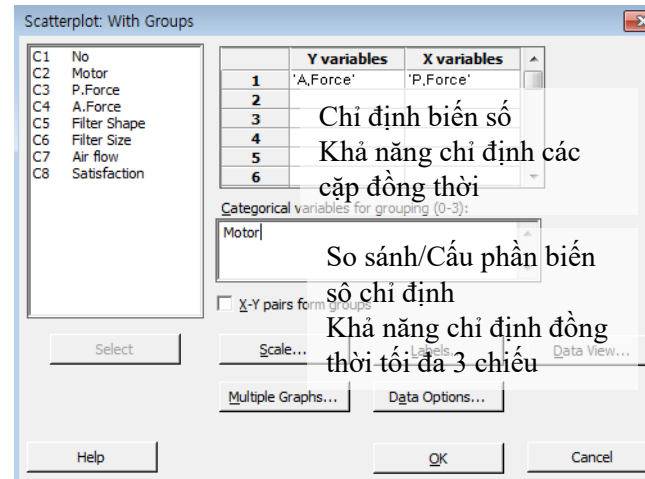 Scatterplot: With Groups
C1 No
C2 Motor
C3 P.Force
C4 A.Force
C5 Filter Shape
C6 Filter Size
C7 Air flow
C8 Satisfaction
Y variables X variables
1 'A,Force' 'P,Force'
2
3
4
5
6
Chỉ định biến số
Khả năng chỉ định các
cặp đồng thời
Categorical variables for grouping (0-3):
Motor
So sánh/Cấu phần biến
số chỉ định
Khả năng chỉ định đồng
thời tối đa 3 chiếu
X-Y pairs form groups
Select
Scale...
Labels...
Data View...
Multiple Graphs...
Data Options...
Help
OK
Cancel